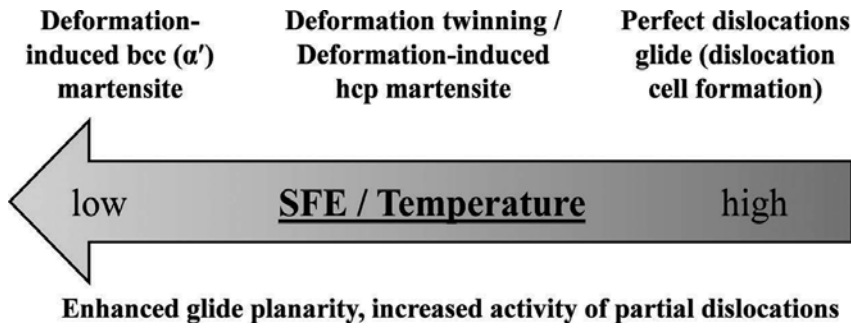 Deformation-
induced bcc (α′)
martensite
Deformation twinning /
Deformation-induced
hcp martensite
Perfect dislocations
glide (dislocation
cell formation)
low
SFE / Temperature
high
Enhanced glide planarity, increased activity of partial dislocations